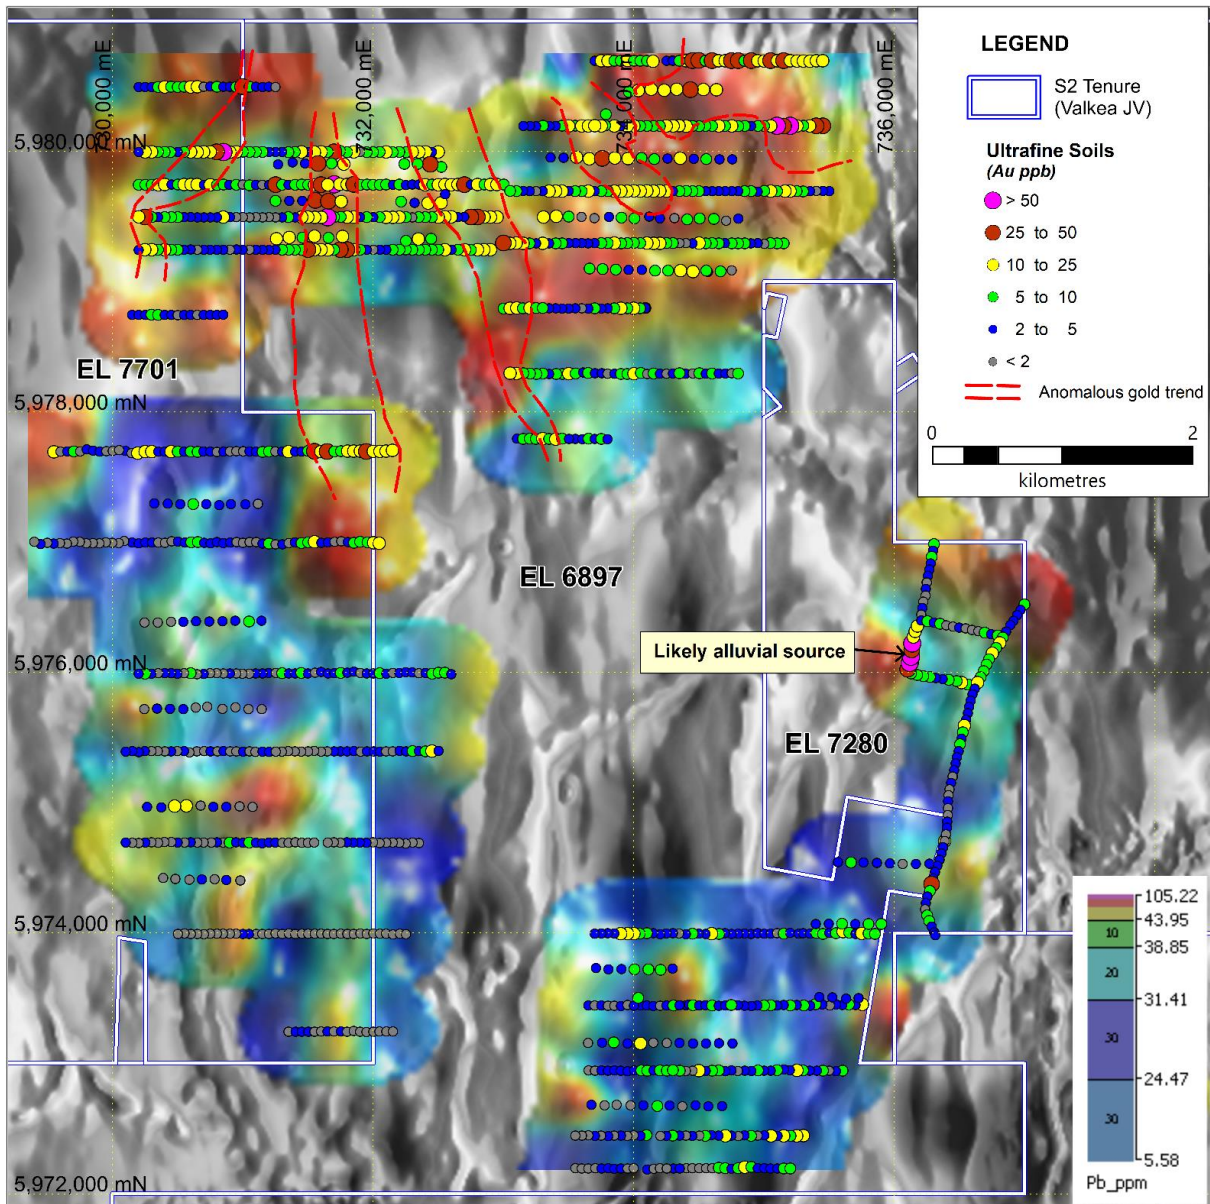 730,000 mE
732,000 mE
734,000 mE
736,000 mE
5,980,000 mN
EL 7701
5,978,000 mN
EL 6897
5,976,000 mN
Likely alluvial source
EL 7280
5,974,000 mN
5,972,000 mN
LEGEND
S2 Tenure
(Valkea JV)
Ultrafine Soils
(Au ppb)
> 50
25 to 50
10 to 25
5 to 10
2 to 5
< 2
Anomalous gold trend
0 2
kilometres
105.22
43.95
10
38.85
20
31.41
30
24.47
30
5.58
Pb_ppm